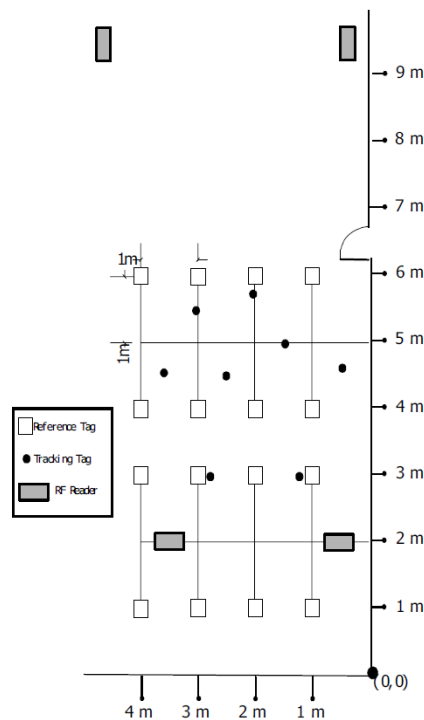 9 m
8 m
7 m
1m
6 m
1m
5 m
4 m
Reference Tag
Tracking Tag
RF Reader
3 m
2 m
1 m
(0,0)
4 m 3 m 2 m 1 m